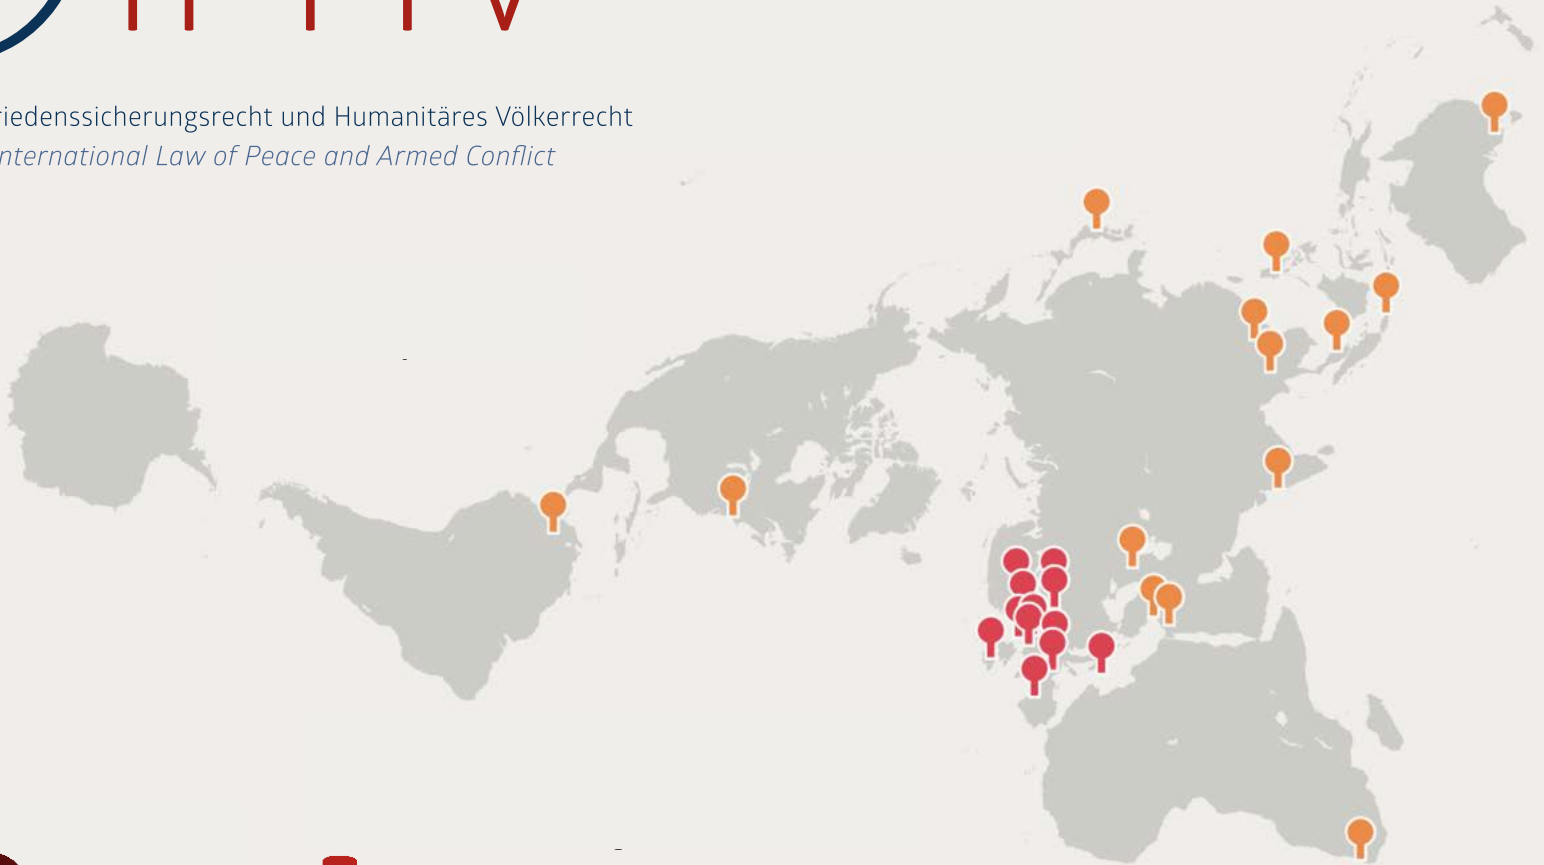 riedenssicherungsrecht und Humanitäres Völkerrecht
nternational Law of Peace and Armed Conflict